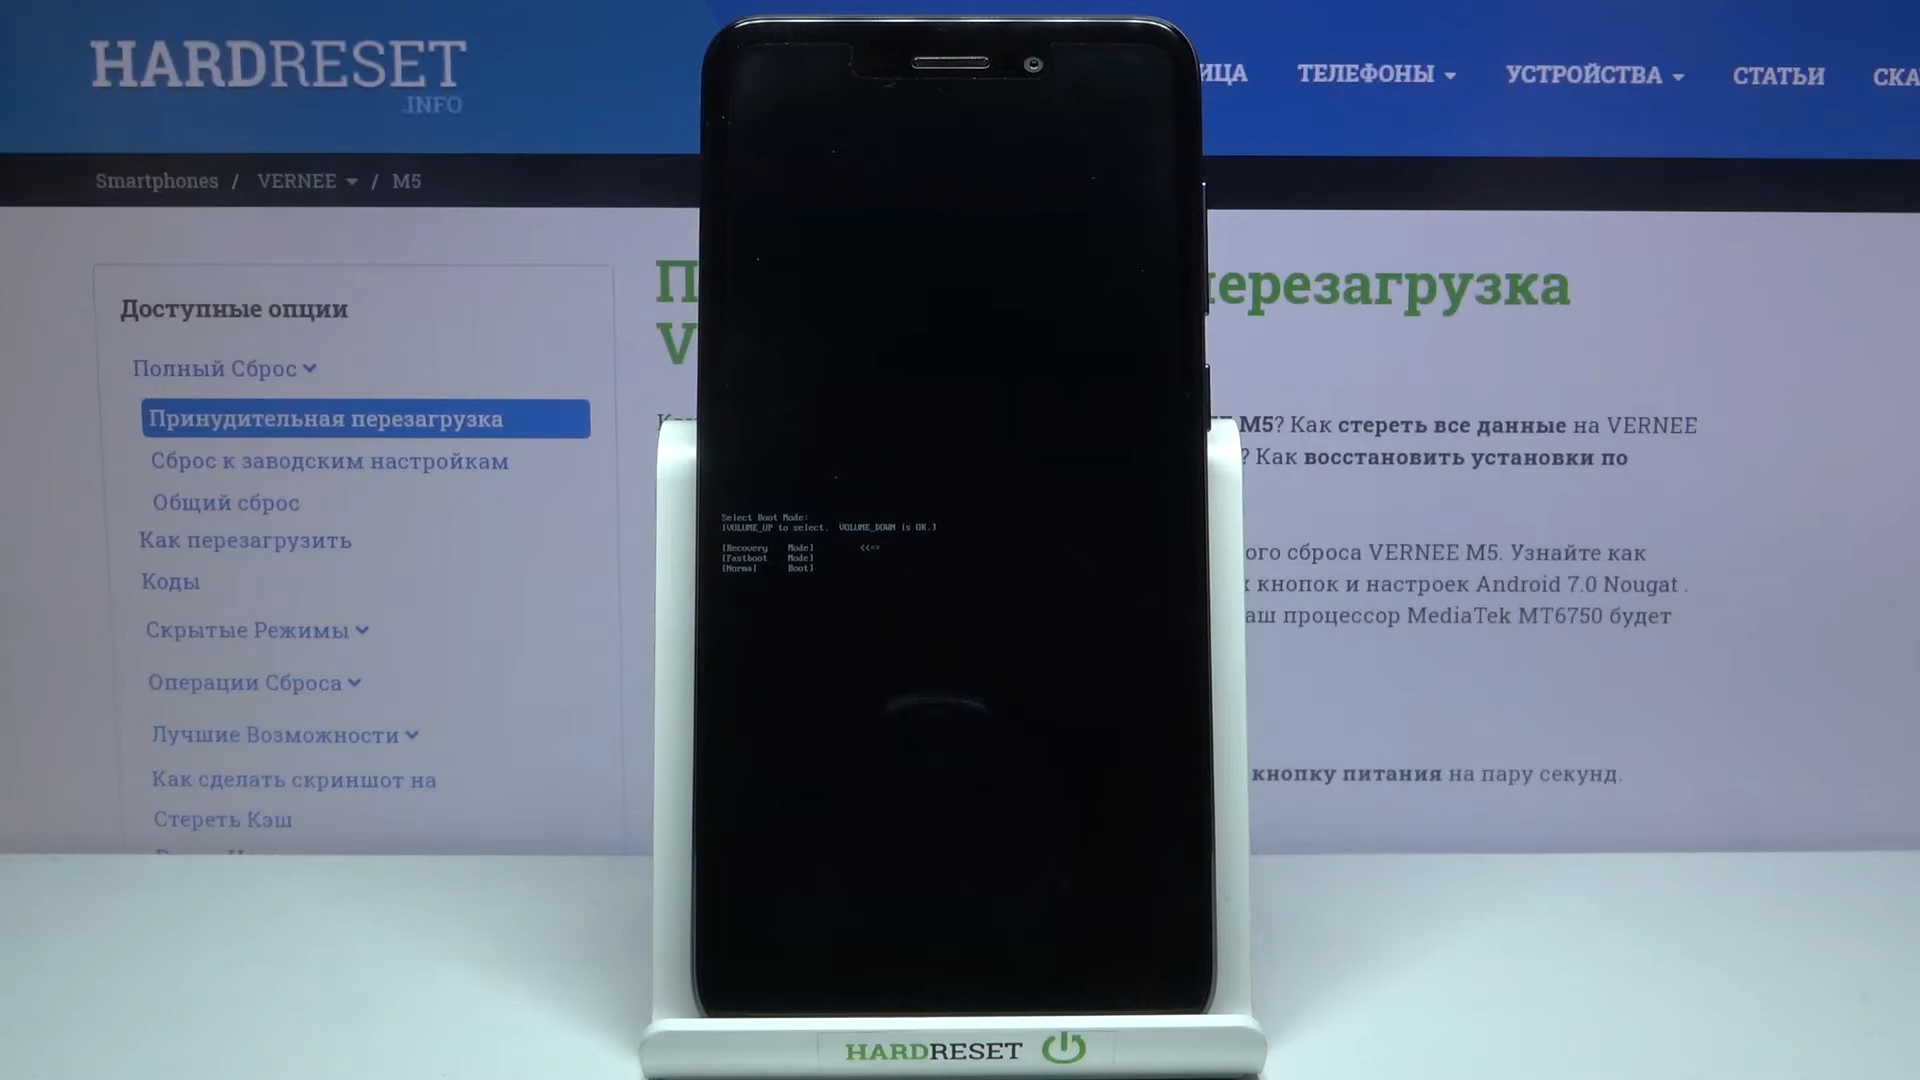 HARDRESET
.INFO
ИЦА ТЕЛЕФОНЫ УСТРОЙСТВА СТАТЬИ СКА
Smartphones / VERNEE / M5
Доступные опции
Полный Сброс
Принудительная перезагрузка
Сброс к заводским настройкам
Общий сброс
Как перезагрузить
Коды
Скрытые Режимы
Операции Сброса
Лучшие Возможности
Как сделать скриншот на
Стереть Кэш
П ерезагрузка
V
M5? Как стереть все данные на VERNEE
? Как восстановить установки по
ого сброса VERNEE M5. Узнайте как
кнопок и настроек Android 7.0 Nougat .
аш процессор MediaTek MT6750 будет
кнопку питания на пару секунд.
Select Boot Mode:
[VOLUME_UP to select. VOLUME_DOWN is OK.]
[Recovery Mode] <<==
[Fastboot Mode]
[Normal Boot]
HARDRESET